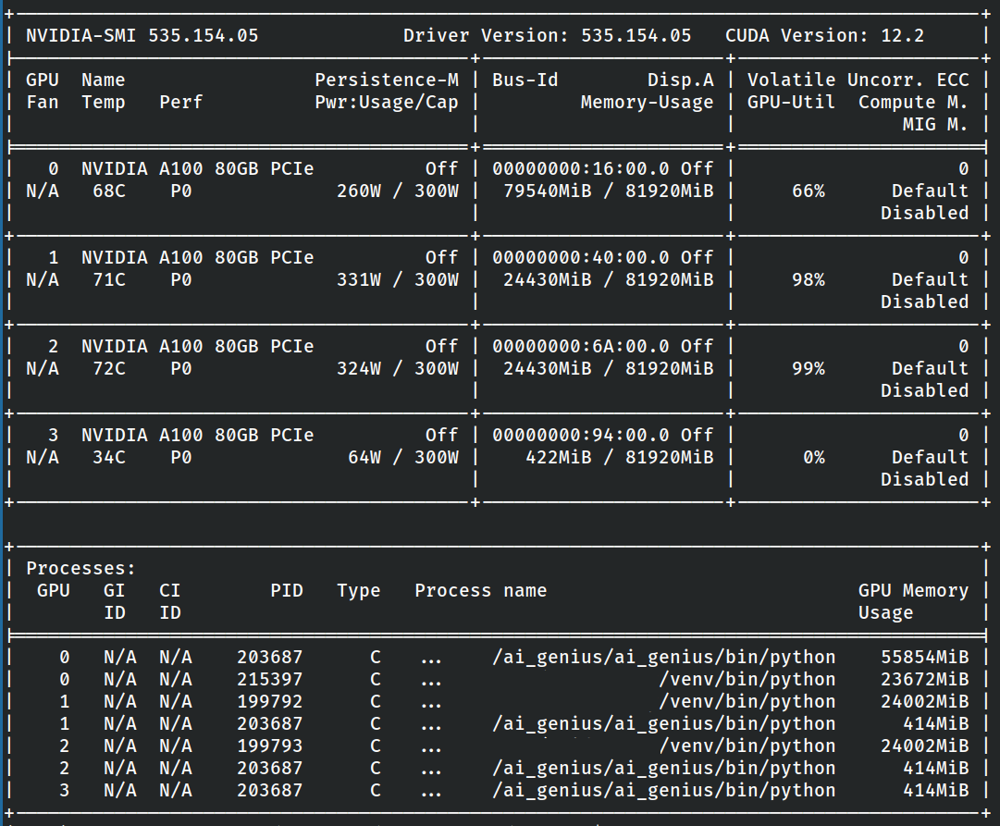 NVIDIA-SMI 535.154.05 Driver Version: 535.154.05 CUDA Version: 12.2
GPU Name Persistence-M | Bus-Id Disp.A | Volatile Uncorr. ECC
Fan Temp Perf Pwr:Usage/Cap | Memory-Usage | GPU-Util Compute M.
| | MIG M.
0 NVIDIA A100 80GB PCIe Off | 00000000:16:00.0 Off | 0
N/A 68C P0 260W / 300W | 79540MiB / 81920MiB | 66% Default
| | Disabled
1 NVIDIA A100 80GB PCIe Off | 00000000:40:00.0 Off | 0
N/A 71C P0 331W / 300W | 24430MiB / 81920MiB | 98% Default
| | Disabled
2 NVIDIA A100 80GB PCIe Off | 00000000:6A:00.0 Off | 0
N/A 72C P0 324W / 300W | 24430MiB / 81920MiB | 99% Default
| | Disabled
3 NVIDIA A100 80GB PCIe Off | 00000000:94:00.0 Off | 0
N/A 34C P0 64W / 300W | 422MiB / 81920MiB | 0% Default
| | Disabled
Processes:
GPU GI CI PID Type Process name GPU Memory
ID ID Usage
0 N/A N/A 203687 C ... /ai_genius/ai_genius/bin/python 55854MiB
0 N/A N/A 215397 C ... /venv/bin/python 23672MiB
1 N/A N/A 199792 C ... /venv/bin/python 24002MiB
1 N/A N/A 203687 C ... /ai_genius/ai_genius/bin/python 414MiB
2 N/A N/A 199793 C ... /venv/bin/python 24002MiB
2 N/A N/A 203687 C ... /ai_genius/ai_genius/bin/python 414MiB
3 N/A N/A 203687 C ... /ai_genius/ai_genius/bin/python 414MiB